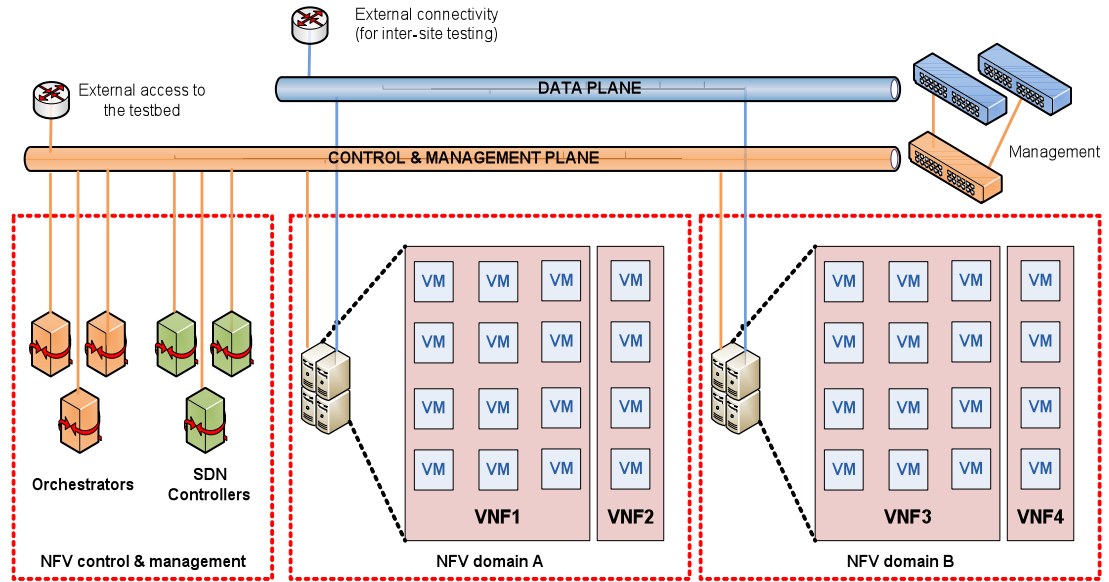 External connectivity
(for inter-site testing)
DATA PLANE
External access to
the testbed
CONTROL & MANAGEMENT PLANE
Management
Orchestrators
SDN
Controllers
NFV control & management
VM VM VM VM
VM VM VM VM
VM VM VM VM
VM VM VM VM
VNF1 VNF2
NFV domain A
VM VM VM VM
VM VM VM VM
VM VM VM VM
VM VM VM VM
VNF3 VNF4
NFV domain B